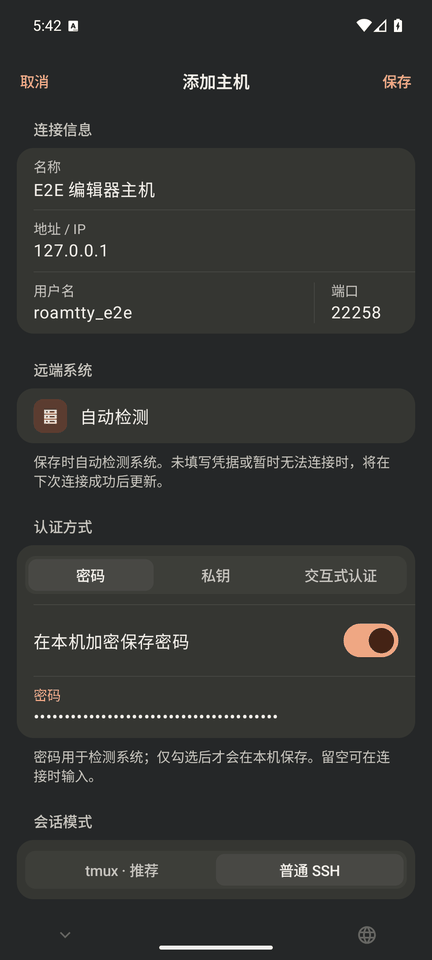 5:42 A
取消 添加主机 保存
连接信息
名称
E2E 编辑器主机
地址 / IP
127.0.0.1
用户名 端口
roamtty_e2e 22258
远端系统
自动检测
保存时自动检测系统。未填写凭据或暂时无法连接时，将在
下次连接成功后更新。
认证方式
密码 私钥 交互式认证
在本机加密保存密码
密码
••••••••••••••••••••••••••••••••••••••••
密码用于检测系统；仅勾选后才会在本机保存。留空可在连
接时输入。
会话模式
tmux · 推荐 普通 SSH